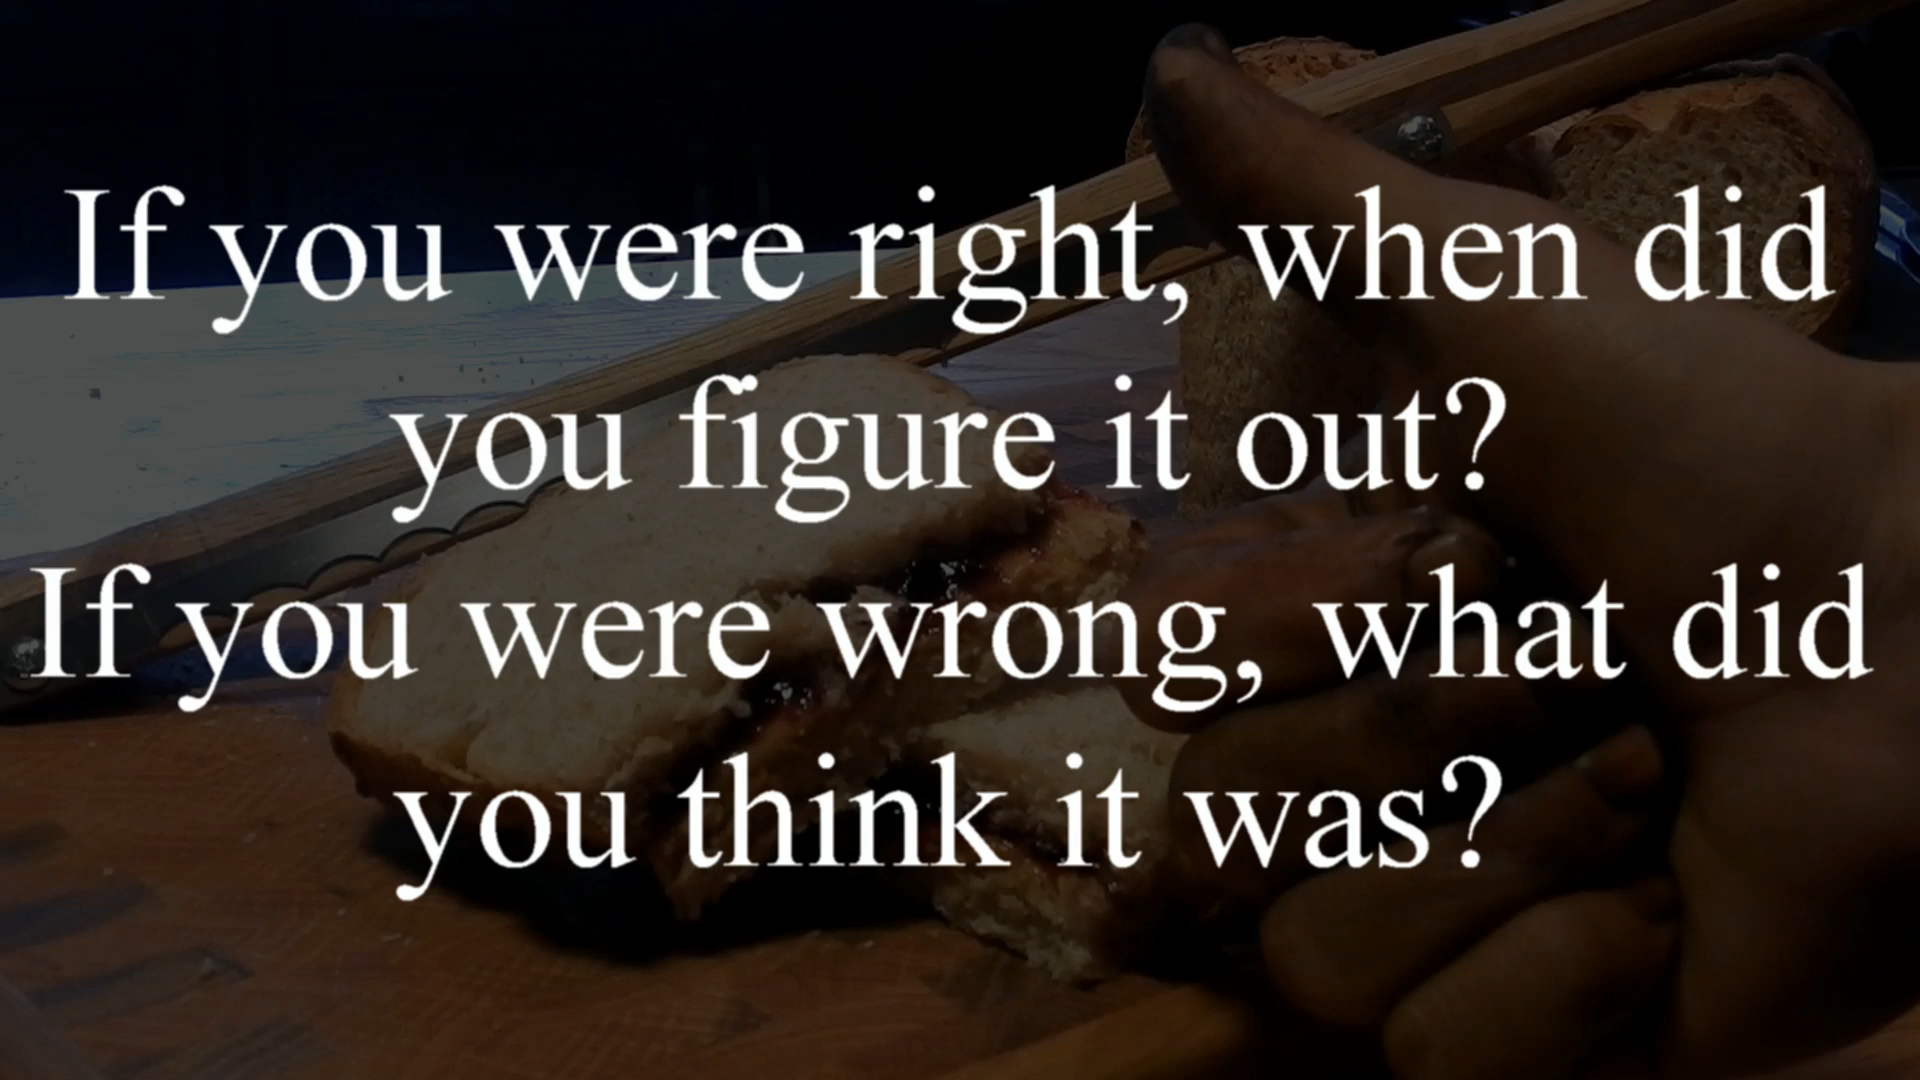 If you were right, when did
you figure it out?
If you were wrong, what did
you think it was?